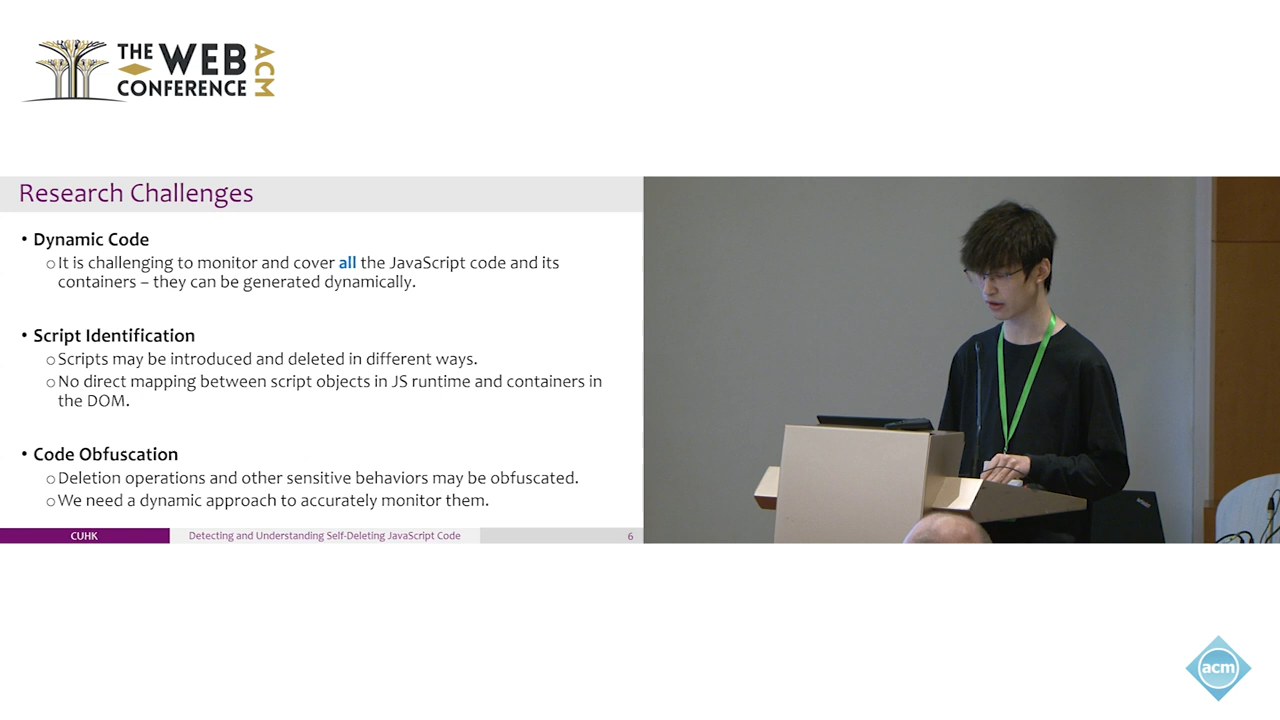 THE WEB
CONFERENCE
ACM
Research Challenges
• Dynamic Code
o It is challenging to monitor and cover all the JavaScript code and its
containers – they can be generated dynamically.
• Script Identification
o Scripts may be introduced and deleted in different ways.
o No direct mapping between script objects in JS runtime and containers in
the DOM.
• Code Obfuscation
o Deletion operations and other sensitive behaviors may be obfuscated.
o We need a dynamic approach to accurately monitor them.
CUHK
Detecting and Understanding Self-Deleting JavaScript Code
6
acm